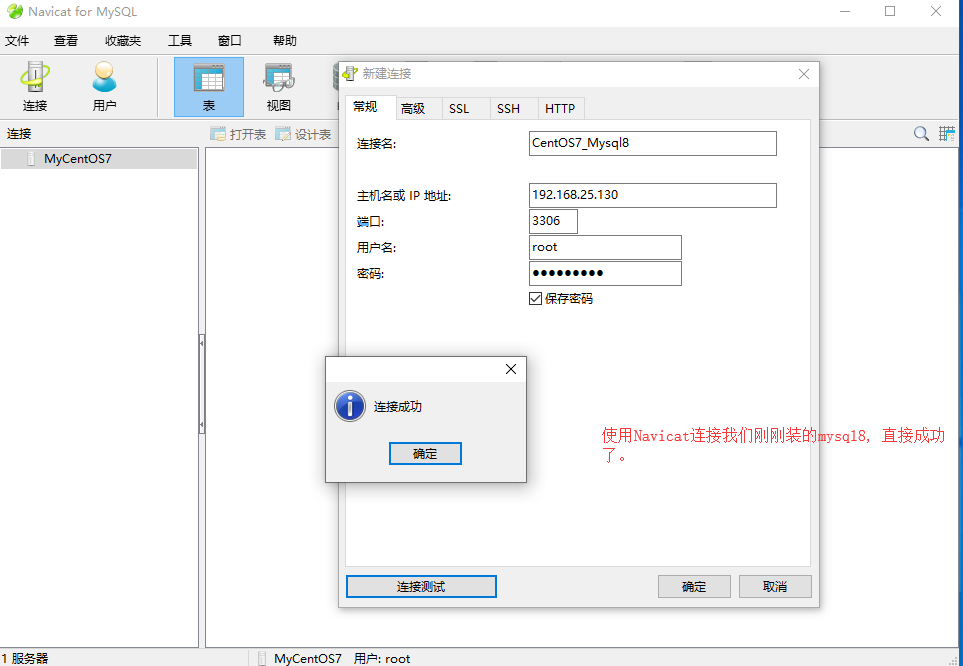 Navicat for MySQL
文件 查看 收藏夹 工具 窗口 帮助
连接 用户 表 视图
新建连接
常规 高级 SSL SSH HTTP
连接
打开表 设计表
MyCentOS7
连接名: CentOS7_Mysql8
主机名或 IP 地址: 192.168.25.130
端口: 3306
用户名: root
密码: ●●●●●●●●●
保存密码
连接成功
确定
使用Navicat连接我们刚刚装的mysql8, 直接成功
了。
连接测试 确定 取消
1 服务器 MyCentOS7 用户: root